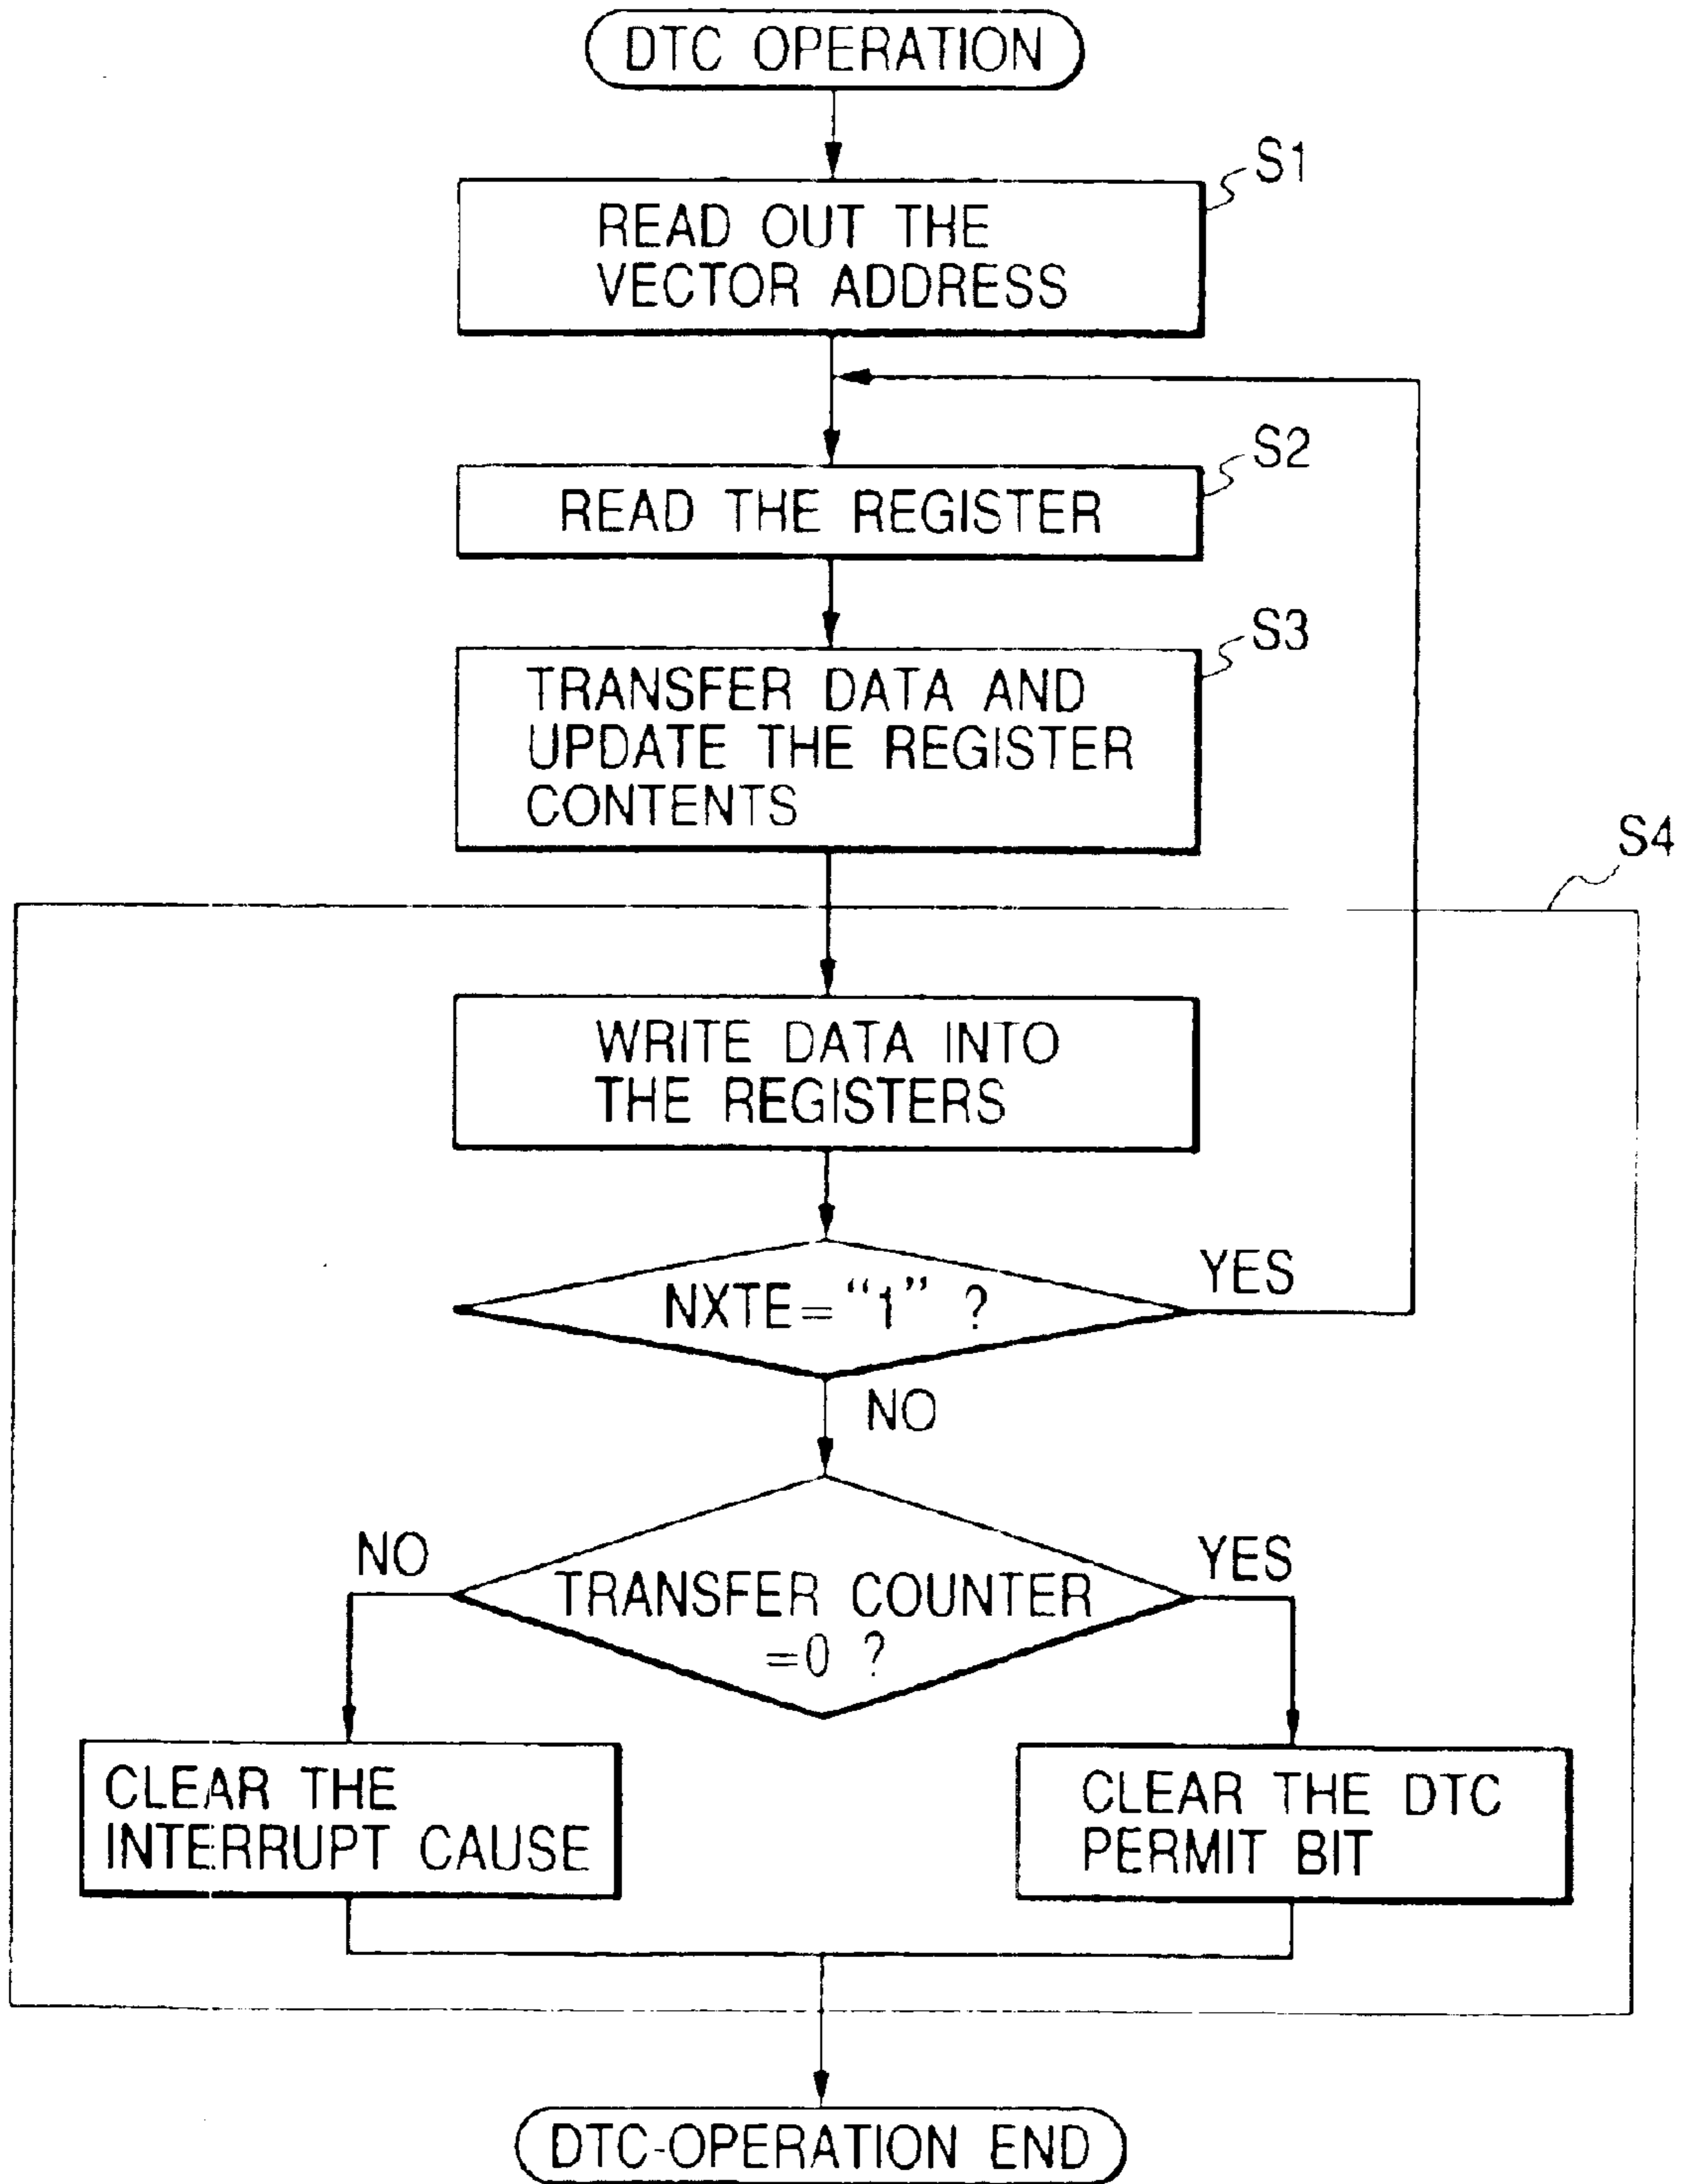 DTC OPERATION
S1
READ OUT THE
VECTOR ADDRESS
S2
READ THE REGISTER
S3
TRANSFER DATA AND
UPDATE THE REGISTER
CONTENTS
S4
WRITE DATA INTO
THE REGISTERS
NXTE="1" ?
YES
NO
NO
YES
TRANSFER COUNTER
=0 ?
CLEAR THE
INTERRUPT CAUSE
CLEAR THE DTC
PERMIT BIT
DTC-OPERATION END